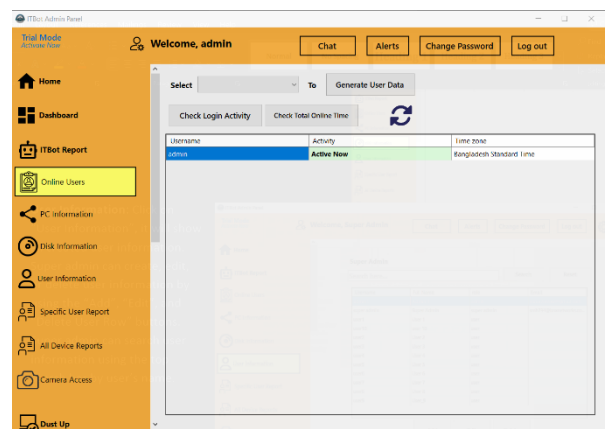 ITBot Admin Panel
Trial Mode
Activate Now
Welcome, admin
Chat
Alerts
Change Password
Log out
Home
Dashboard
ITBot Report
Online Users
PC Information
Disk Information
User Information
Specific User Report
All Device Reports
Camera Access
Dust Up
Select
To
Generate User Data
Check Login Activity
Check Total Online Time
Username Activity Time zone
admin Active Now Bangladesh Standard Time